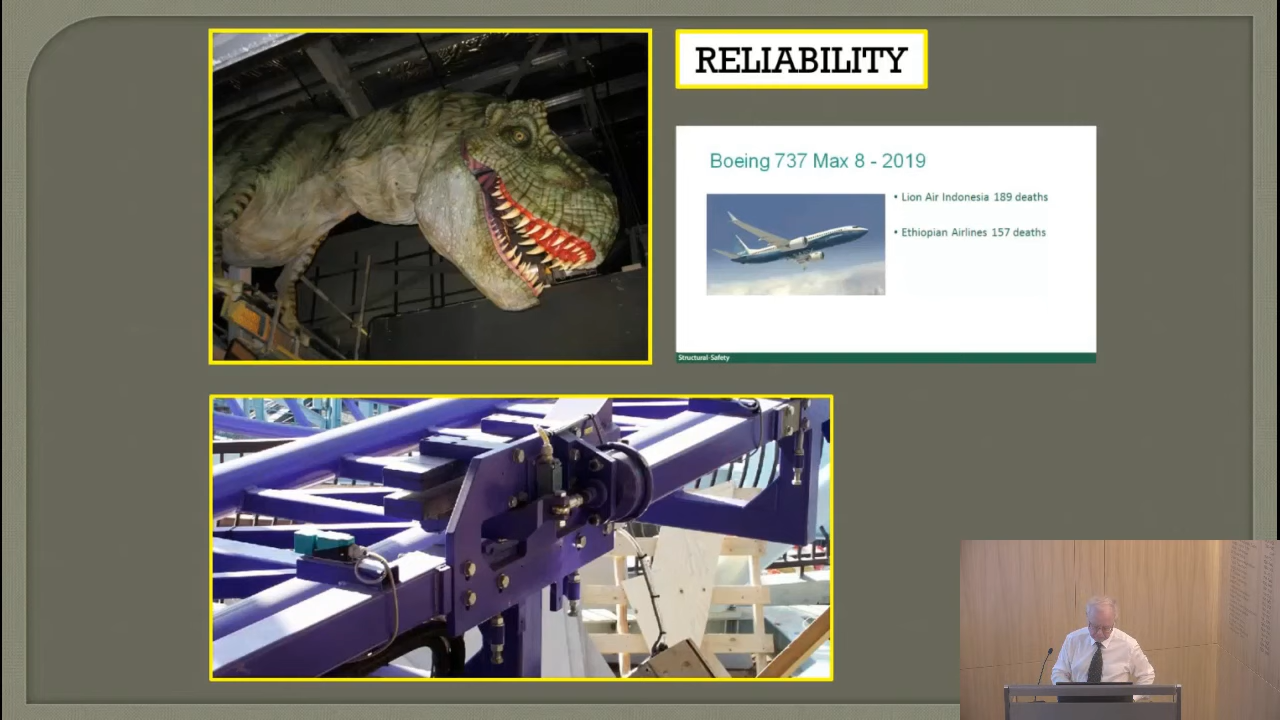 RELIABILITY
Boeing 737 Max 8 - 2019
• Lion Air Indonesia 189 deaths
• Ethiopian Airlines 157 deaths
Structural-Safety